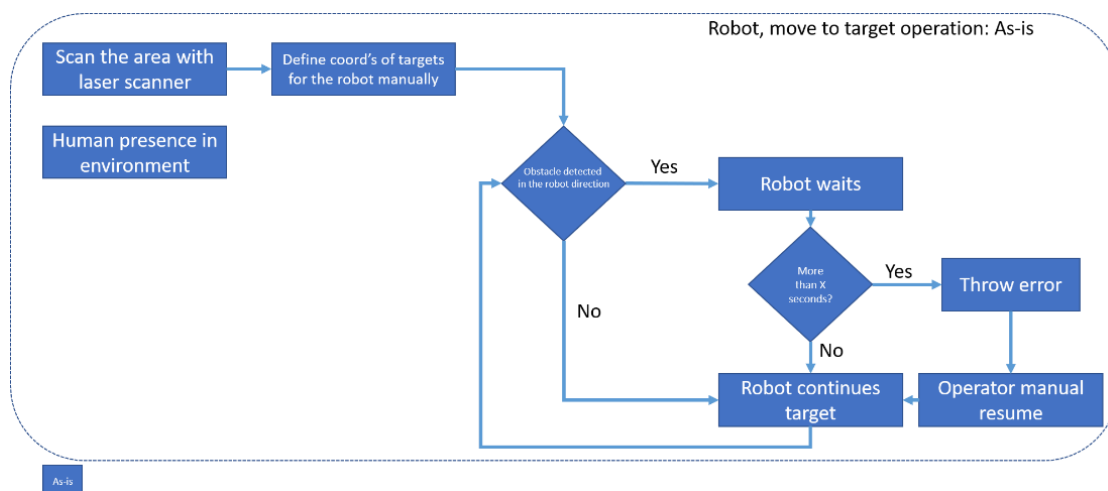 Robot, move to target operation: As-is
Scan the area with
laser scanner
Define coord's of targets
for the robot manually
Human presence in
environment
Obstacle detected
in the robot direction
Yes
Robot waits
More
than X
seconds?
Yes
Throw error
No
No
Robot continues
target
Operator manual
resume
As-is